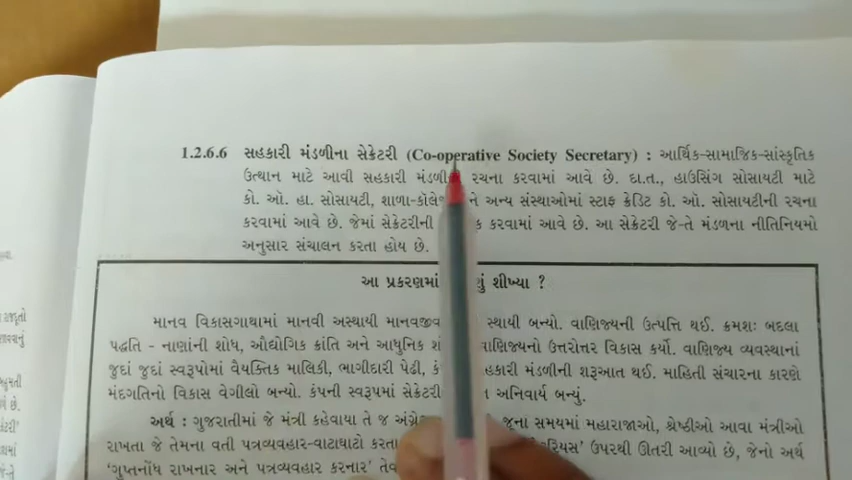 1.2.6.6 સહકારી મંડળીના સેક્રેટરી (Co-operative Society Secretary) : આર્થિક-સામાજિક-સાંસ્કૃતિક
ઉત્થાન માટે આવી સહકારી મંડળી રચના કરવામાં આવે છે. દા.ત., હાઉસિંગ સોસાયટી માટે
કો. ઑ. હા. સોસાયટી, શાળા-કૉલે ને અન્ય સંસ્થાઓમાં સ્ટાફ ક્રેડિટ કો. ઑ. સોસાયટીની રચના
કરવામાં આવે છે. જેમાં સેક્રેટરીની ક કરવામાં આવે છે. આ સેક્રેટરી જે-તે મંડળના નીતિનિયમો
અનુસાર સંચાલન કરતા હોય છે.
આ પ્રકરણમાં શીખ્યા ?
માનવ વિકાસગાથામાં માનવી અસ્થાયી માનવજીવ સ્થાયી બન્યો. વાણિજ્યની ઉત્પત્તિ થઈ. ક્રમશઃ બદલા
પદ્ધતિ - નાણાંની શોધ, ઔદ્યોગિક ક્રાંતિ અને આધુનિક વાણિજ્યનો ઉત્તરોત્તર વિકાસ કર્યો. વાણિજ્ય વ્યવસ્થાનાં
જુદાં જુદાં સ્વરૂપોમાં વૈયક્તિક માલિકી, ભાગીદારી પેઢી, હકારી મંડળીની શરૂઆત થઈ. માહિતી સંચારના કારણે
મંદગતિનો વિકાસ વેગીલો બન્યો. કંપની સ્વરૂપમાં સેક્રેટરી અનિવાર્ય બન્યું.
અર્થ : ગુજરાતીમાં જે મંત્રી કહેવાયા તે જ અંગ્રે જૂના સમયમાં મહારાજાઓ, શ્રેષ્ઠીઓ આવા મંત્રીઓ
રાખતા જે તેમના વતી પત્રવ્યવહાર-વાટાઘાટો કરતા રિયસ’ ઉપરથી ઊતરી આવ્યો છે, જેનો અર્થ
‘ગુપ્તનોંધ રાખનાર અને પત્રવ્યવહાર કરનાર’